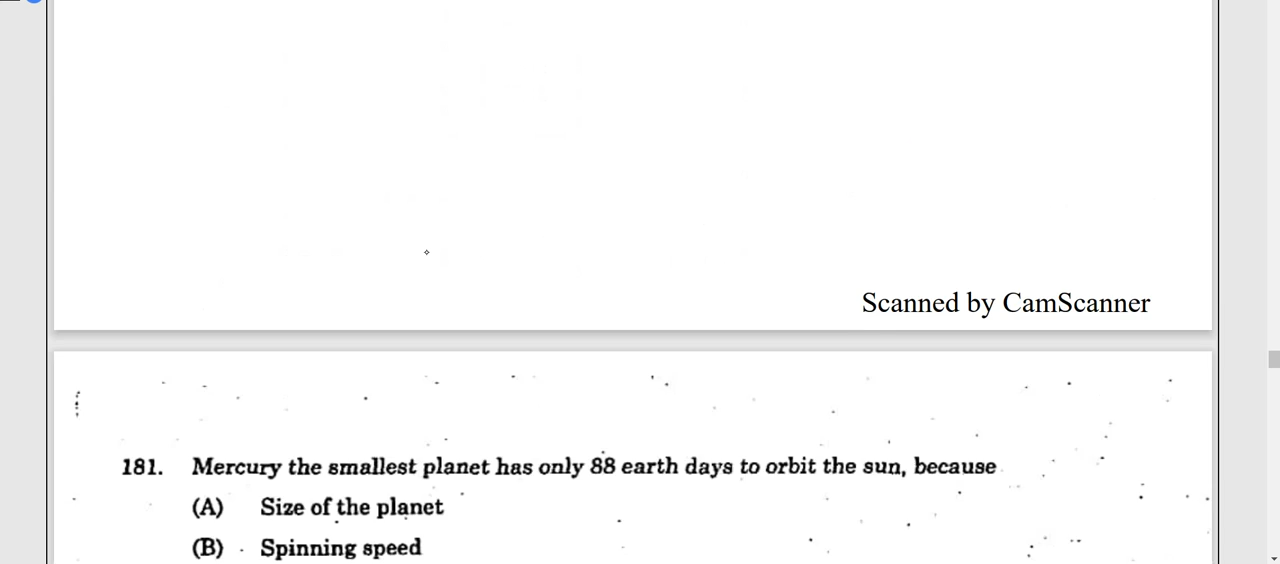 Scanned by CamScanner
181. Mercury the smallest planet has only 88 earth days to orbit the sun, because
(A) Size of the planet
(B) Spinning speed